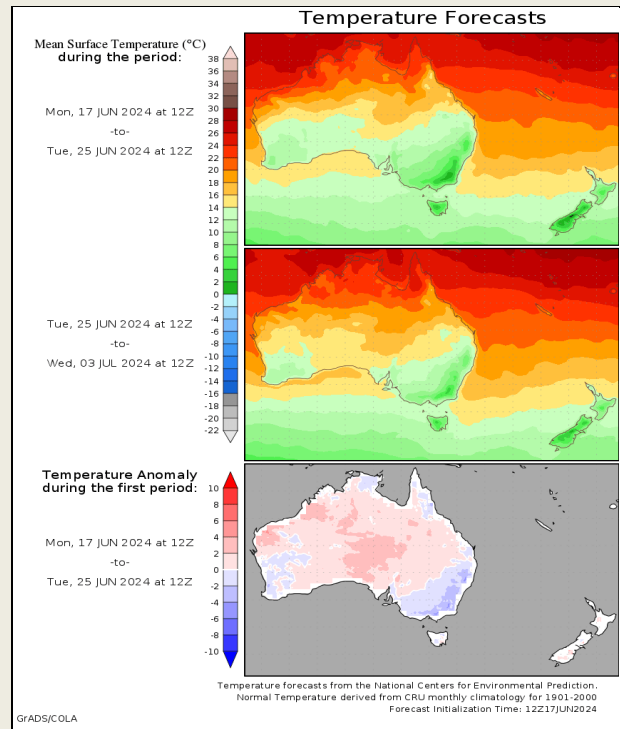 Temperature Forecasts
Mean Surface Temperature (°C)
during the period:
Mon, 17 JUN 2024 at 12Z
-to-
Tue, 25 JUN 2024 at 12Z
38
36
34
32
30
28
26
24
22
20
18
16
14
12
10
8
6
4
2
0
-2
-4
-6
-8
-10
-12
-14
-16
-18
-20
-22
Tue, 25 JUN 2024 at 12Z
-to-
Wed, 03 JUL 2024 at 12Z
Temperature Anomaly
during the first period:
Mon, 17 JUN 2024 at 12Z
-to-
Tue, 25 JUN 2024 at 12Z
10
8
6
4
2
0
-2
-4
-6
-8
-10
Temperature forecasts from the National Centers for Environmental Prediction.
Normal Temperature derived from CRU monthly climatology for 1901-2000
Forecast Initialization Time: 12Z17JUN2024
GrADS/COLA